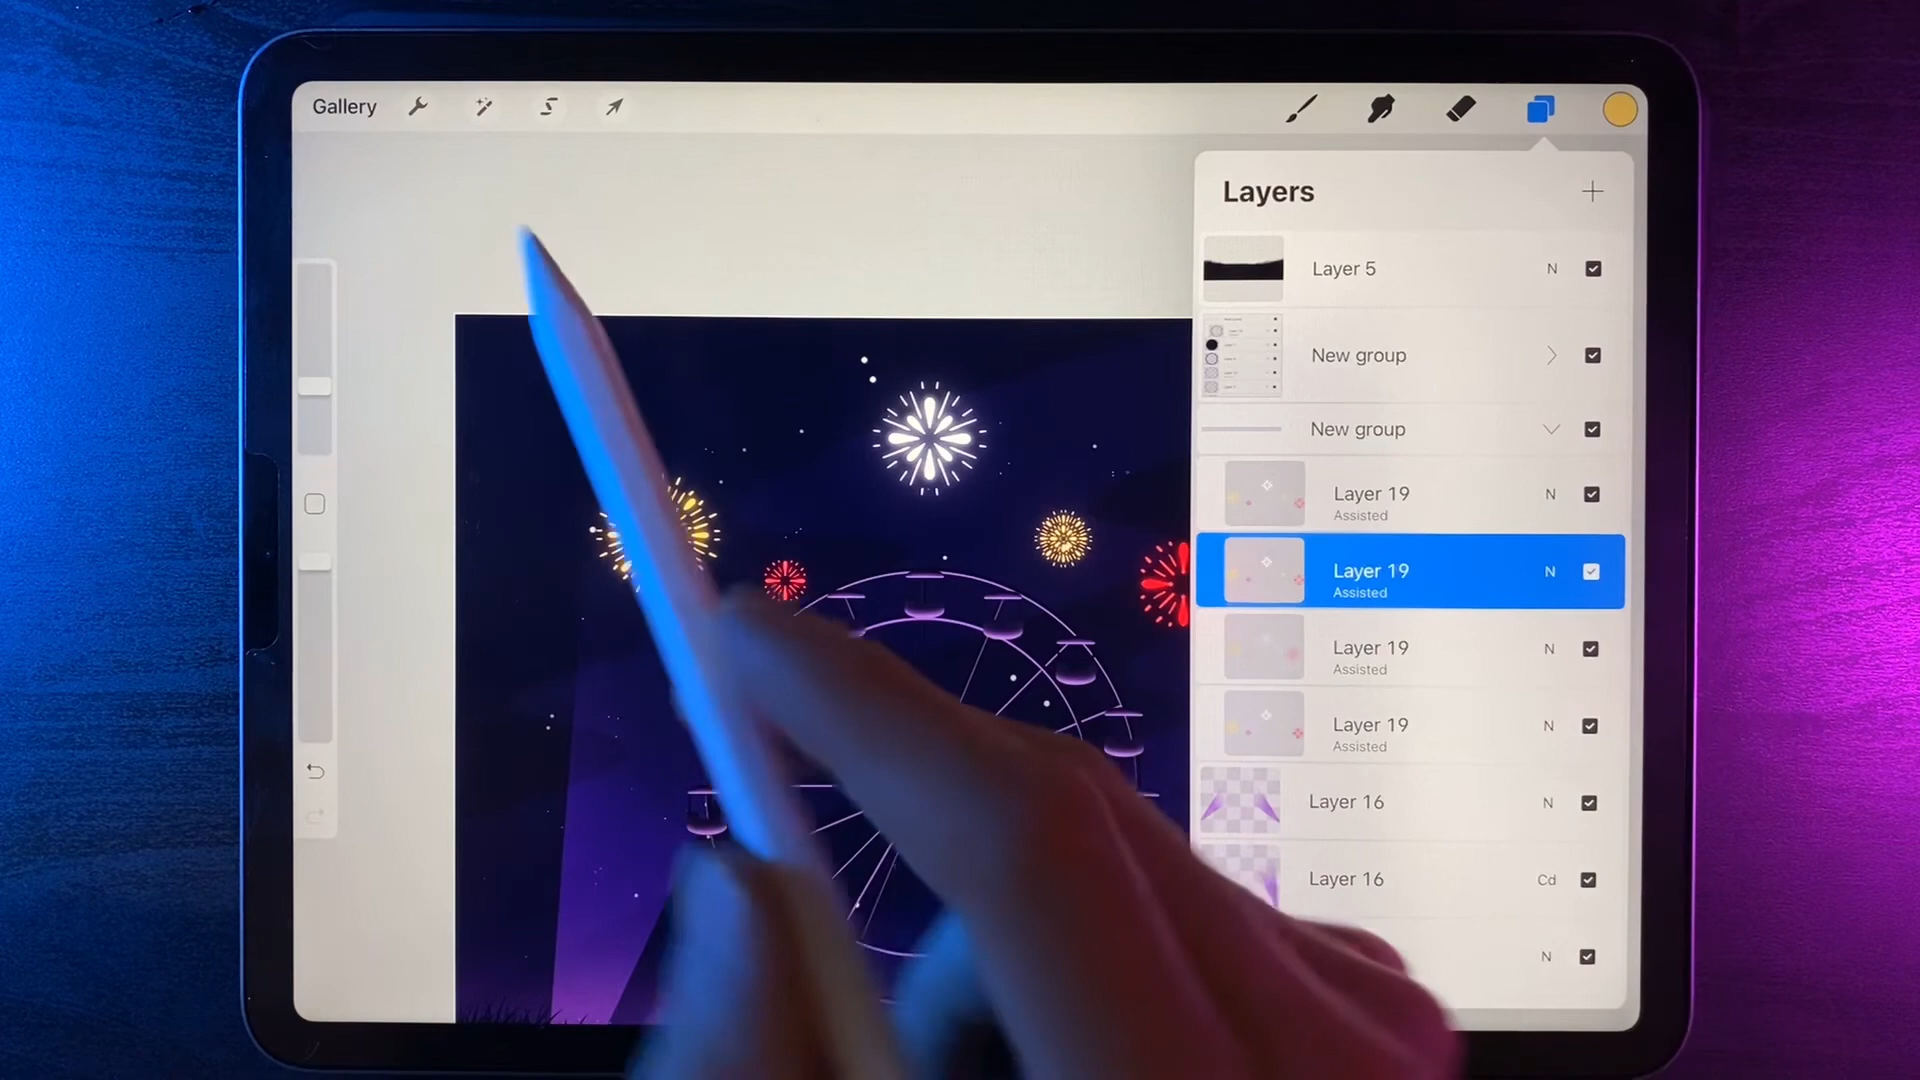 Gallery
Layers
Layer 5 N
New group
New group
Layer 19 N
Assisted
Layer 19 N
Assisted
Layer 19 N
Assisted
Layer 19 N
Assisted
Layer 16 N
Layer 16 Cd
N